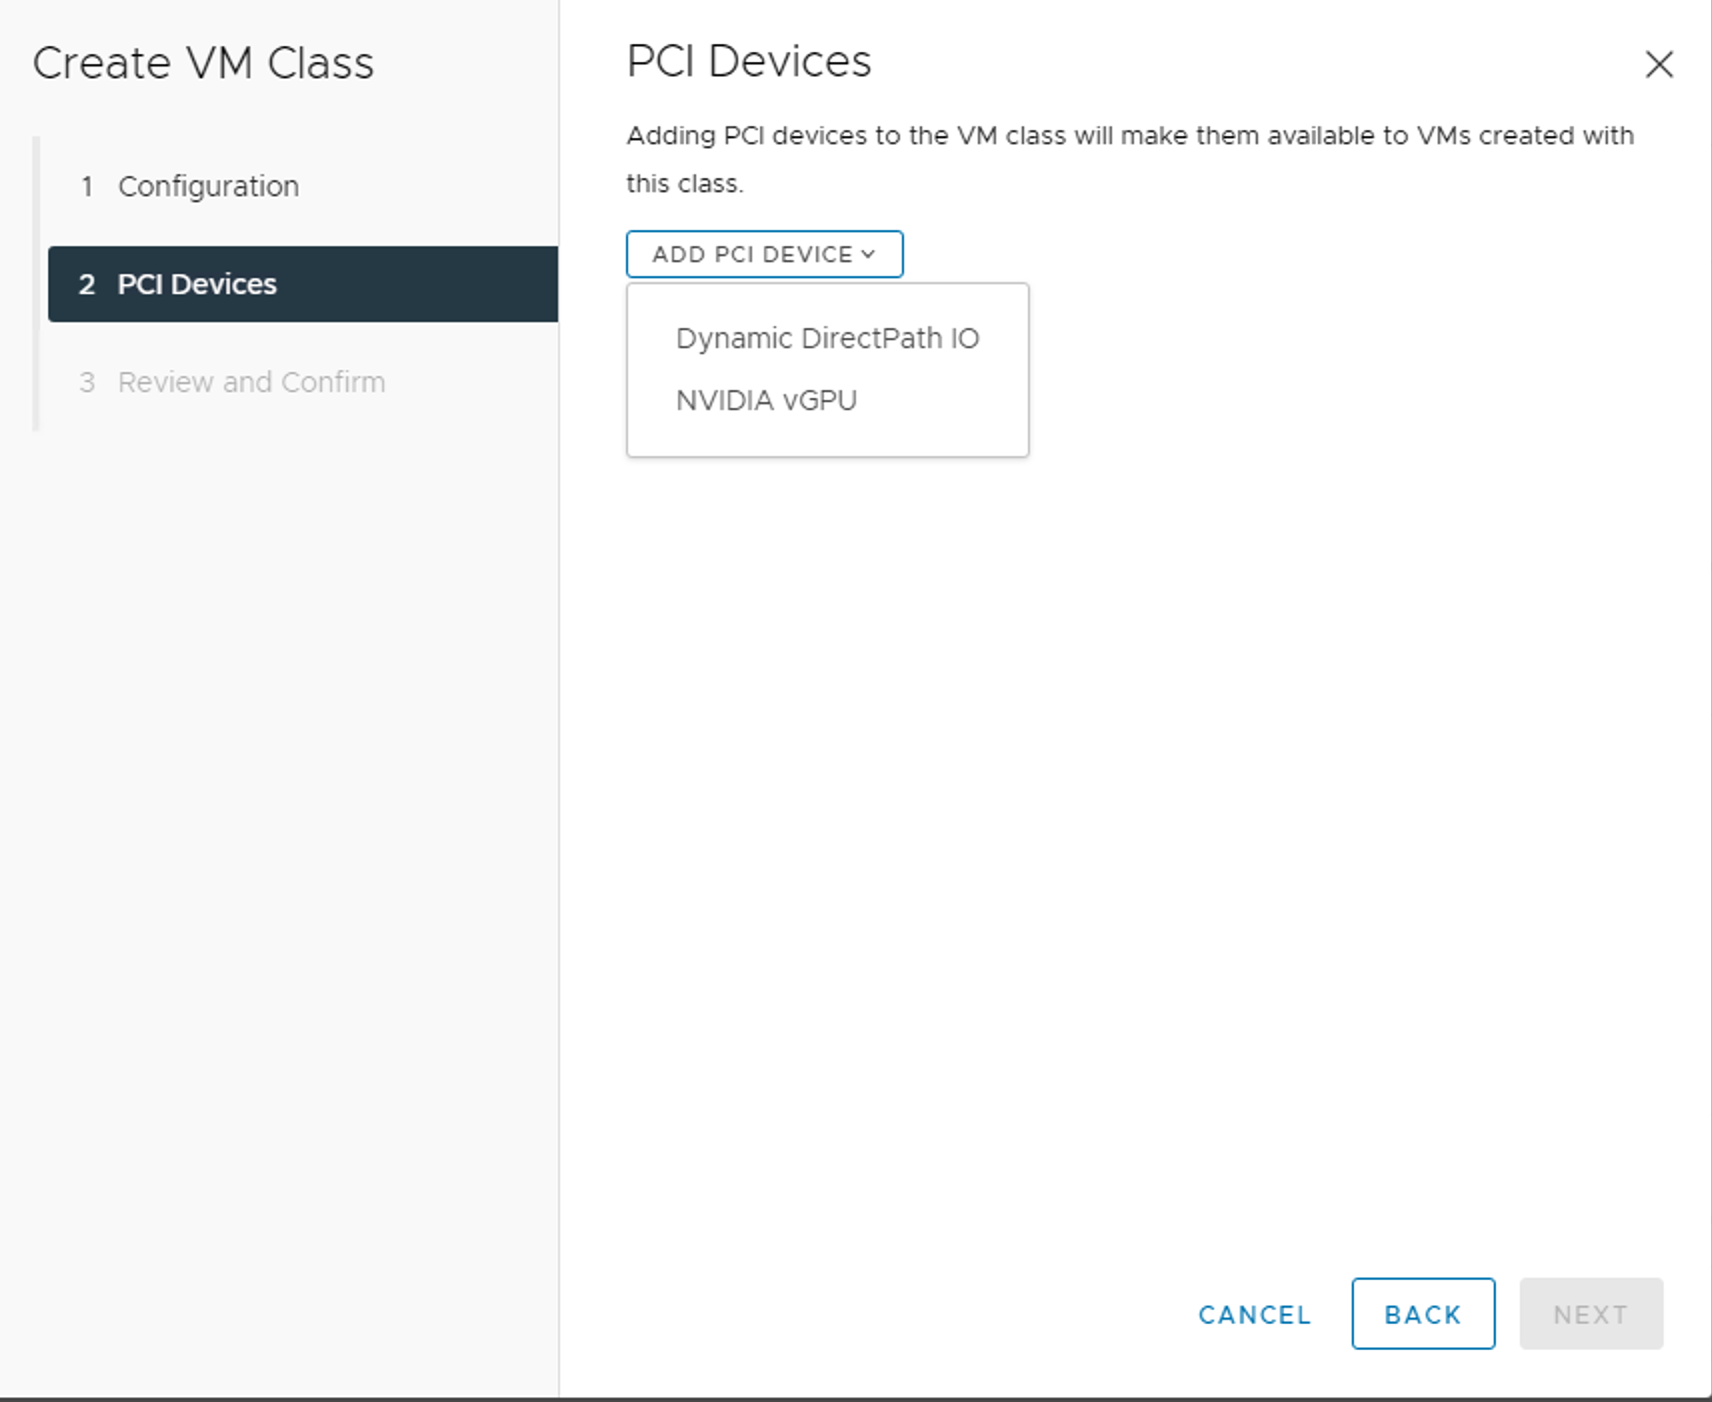 Create VM Class
1 Configuration
2 PCI Devices
3 Review and Confirm
PCI Devices
Adding PCI devices to the VM class will make them available to VMs created with
this class.
ADD PCI DEVICE
Dynamic DirectPath IO
NVIDIA vGPU
CANCEL
BACK
NEXT